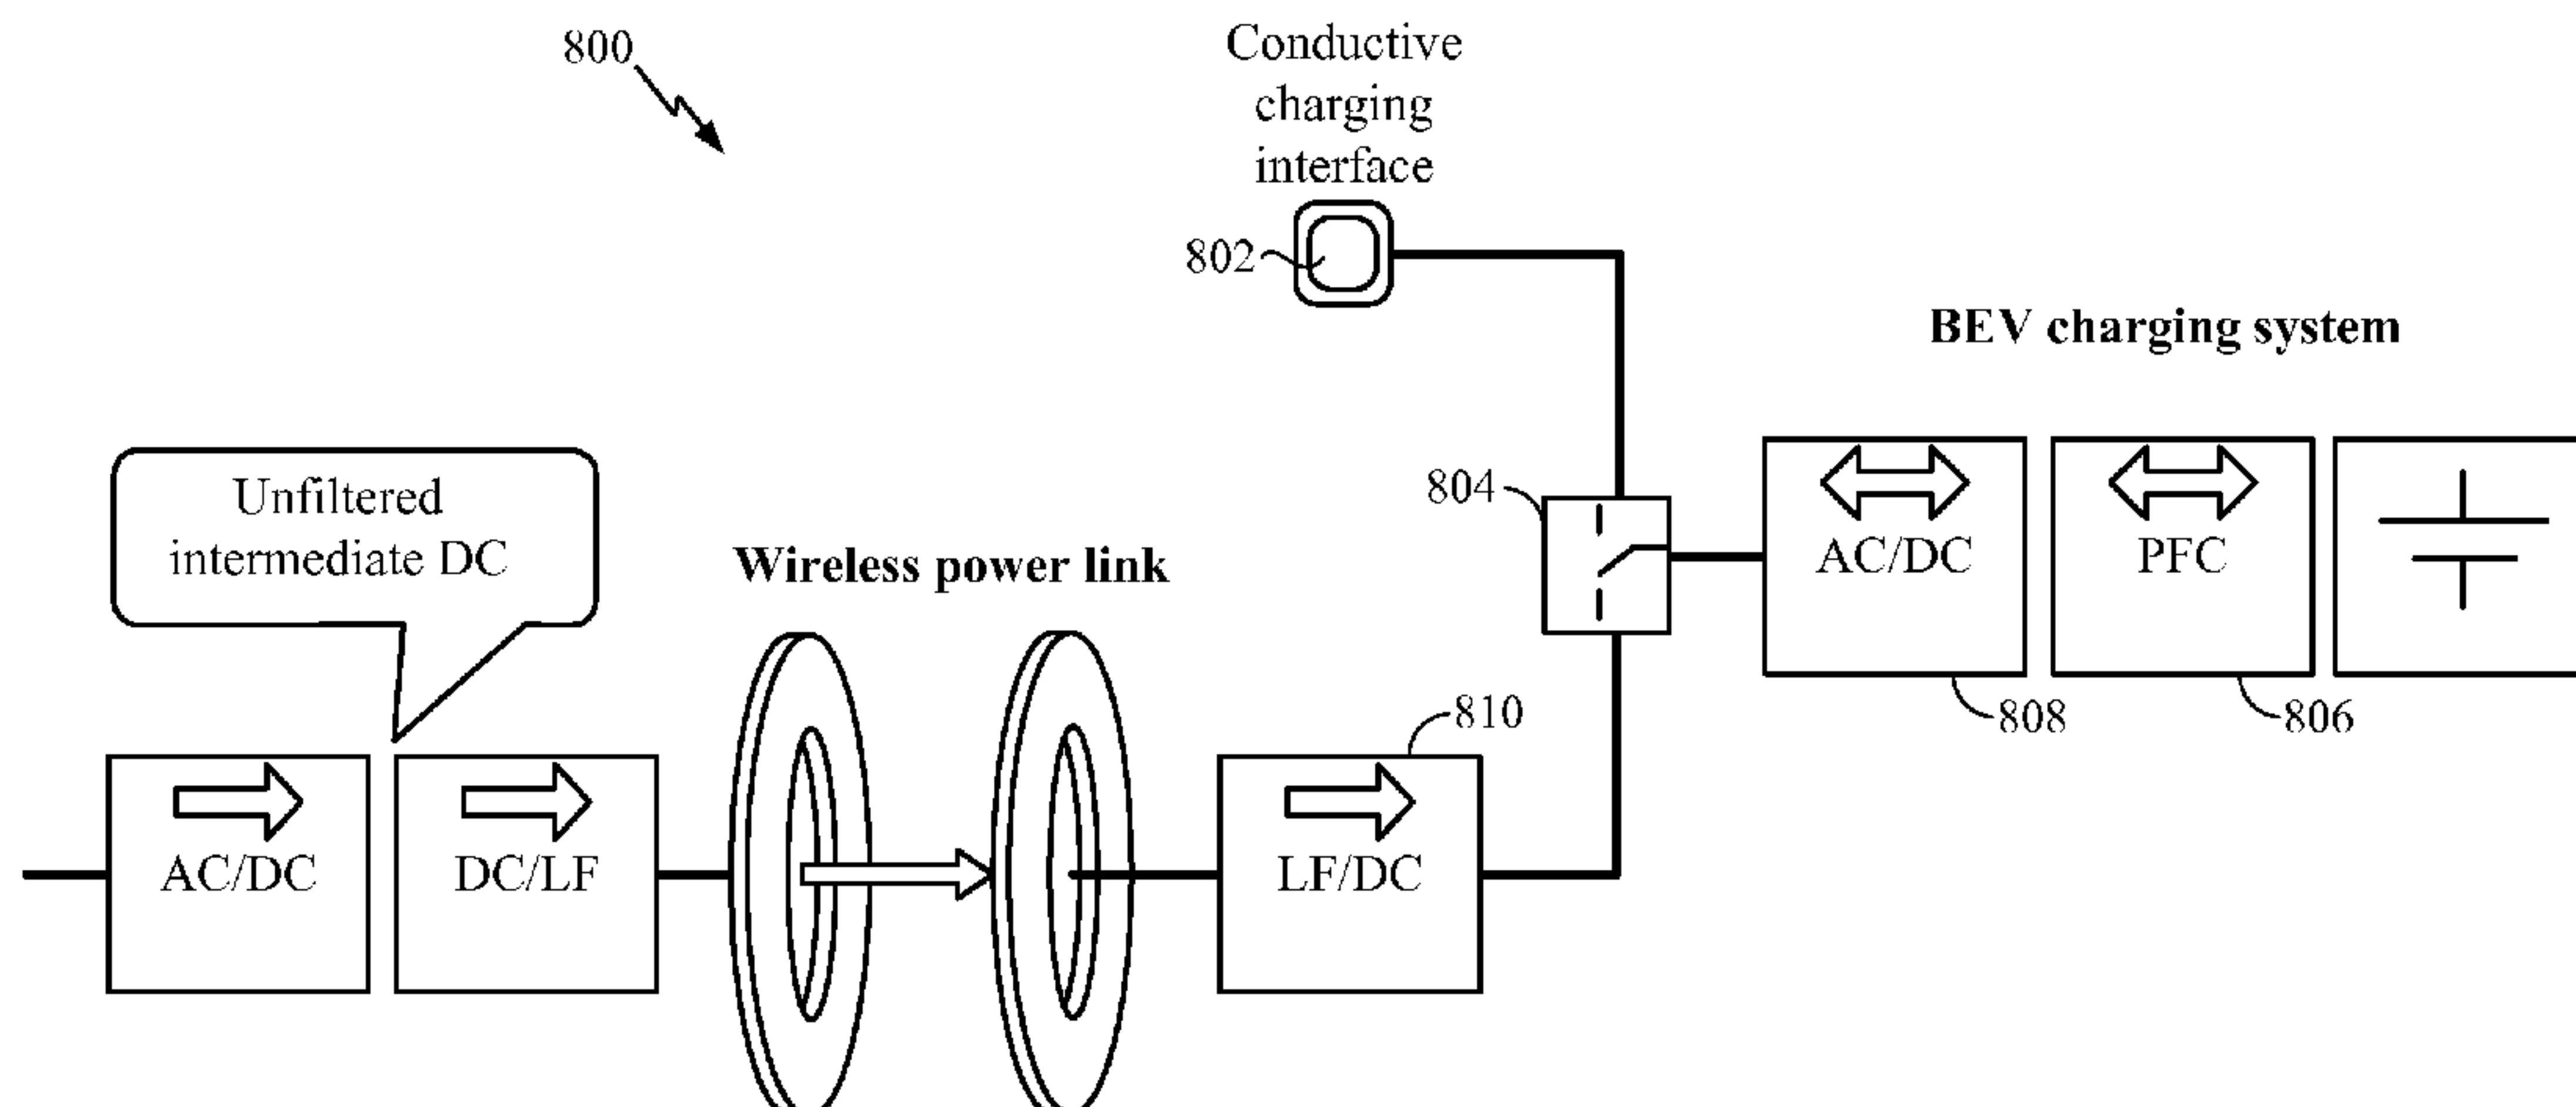 800
Conductive
charging
interface
802
BEV charging system
Unfiltered
intermediate DC
804
AC/DC
PFC
Wireless power link
808
806
810
AC/DC
DC/LF
LF/DC